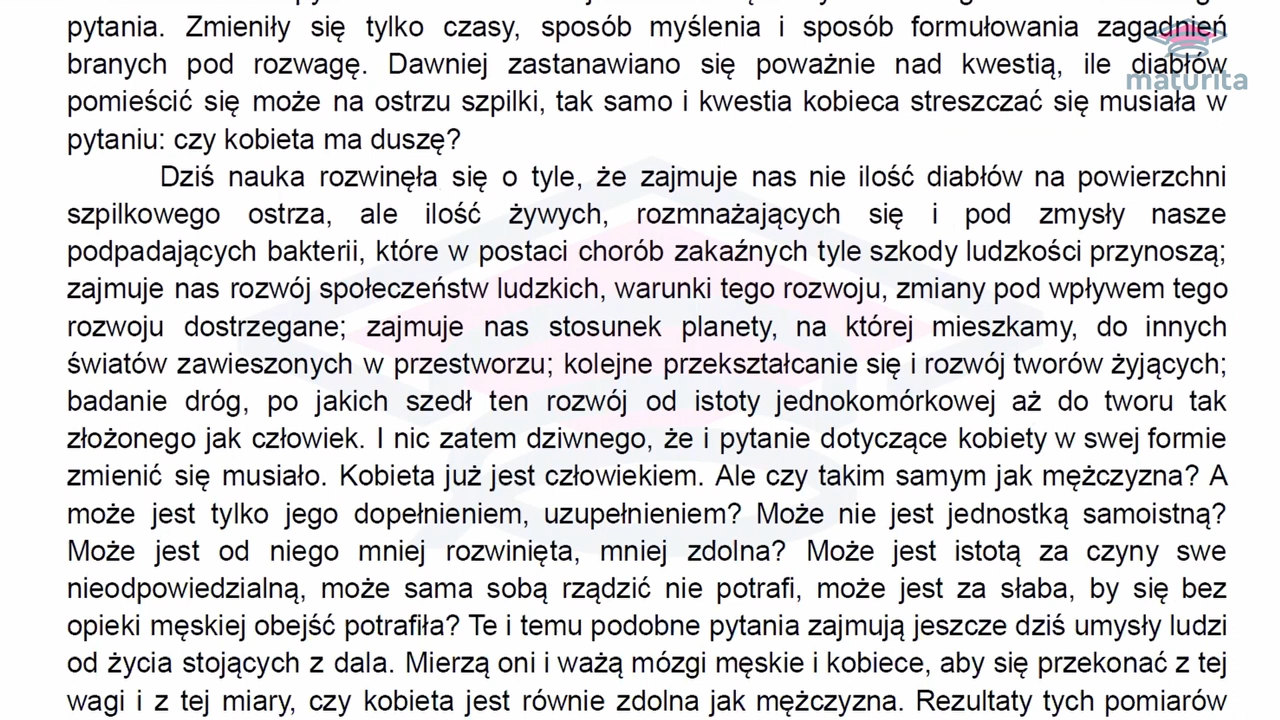 pytania. Zmieniły się tylko czasy, sposób myślenia i sposób formułowania zagadnień
branych pod rozwagę. Dawniej zastanawiano się poważnie nad kwestią, ile diabłów
maturita
pomieścić się może na ostrzu szpilki, tak samo i kwestia kobieca streszczać się musiała w
pytaniu: czy kobieta ma duszę?
Dziś nauka rozwinęła się o tyle, że zajmuje nas nie ilość diabłów na powierzchni
szpilkowego ostrza, ale ilość żywych, rozmnażających się i pod zmysły nasze
podpadających bakterii, które w postaci chorób zakaźnych tyle szkody ludzkości przynoszą;
zajmuje nas rozwój społeczeństw ludzkich, warunki tego rozwoju, zmiany pod wpływem tego
rozwoju dostrzegane; zajmuje nas stosunek planety, na której mieszkamy, do innych
światów zawieszonych w przestworzu; kolejne przekształcanie się i rozwój tworów żyjących;
badanie dróg, po jakich szedł ten rozwój od istoty jednokomórkowej aż do tworu tak
złożonego jak człowiek. I nic zatem dziwnego, że i pytanie dotyczące kobiety w swej formie
zmienić się musiało. Kobieta już jest człowiekiem. Ale czy takim samym jak mężczyzna? A
może jest tylko jego dopełnieniem, uzupełnieniem? Może nie jest jednostką samoistną?
Może jest od niego mniej rozwinięta, mniej zdolna? Może jest istotą za czyny swe
nieodpowiedzialną, może sama sobą rządzić nie potrafi, może jest za słaba, by się bez
opieki męskiej obejść potrafiła? Te i temu podobne pytania zajmują jeszcze dziś umysły ludzi
od życia stojących z dala. Mierzą oni i ważą mózgi męskie i kobiece, aby się przekonać z tej
wagi i z tej miary, czy kobieta jest równie zdolna jak mężczyzna. Rezultaty tych pomiarów